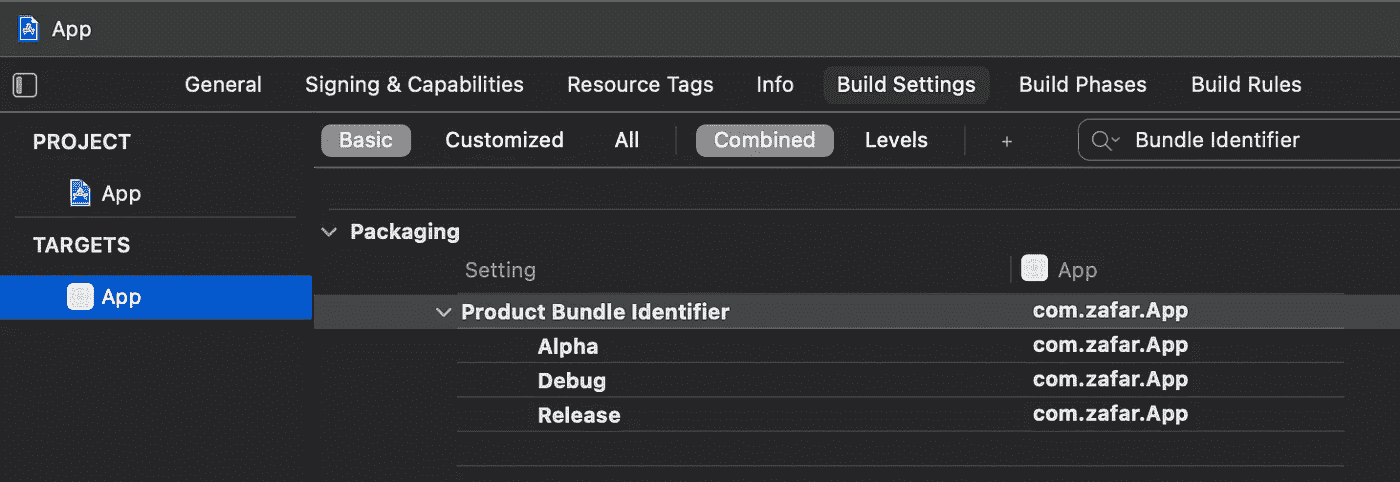 App
General Signing & Capabilities Resource Tags Info Build Settings Build Phases Build Rules
PROJECT
App
TARGETS
App
Basic Customized All Combined Levels + Bundle Identifier
Packaging
Setting App
Product Bundle Identifier com.zafar.App
Alpha com.zafar.App
Debug com.zafar.App
Release com.zafar.App